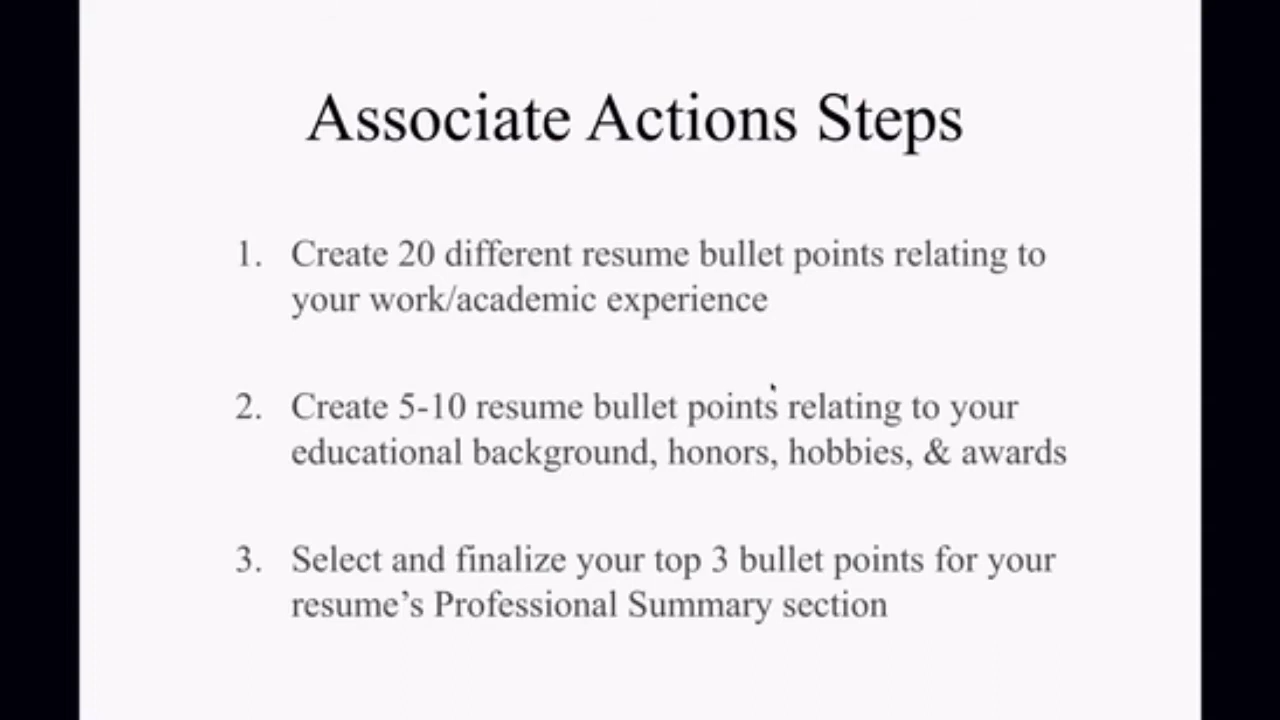 Associate Actions Steps
1. Create 20 different resume bullet points relating to
your work/academic experience
2. Create 5-10 resume bullet points relating to your
educational background, honors, hobbies, & awards
3. Select and finalize your top 3 bullet points for your
resume’s Professional Summary section